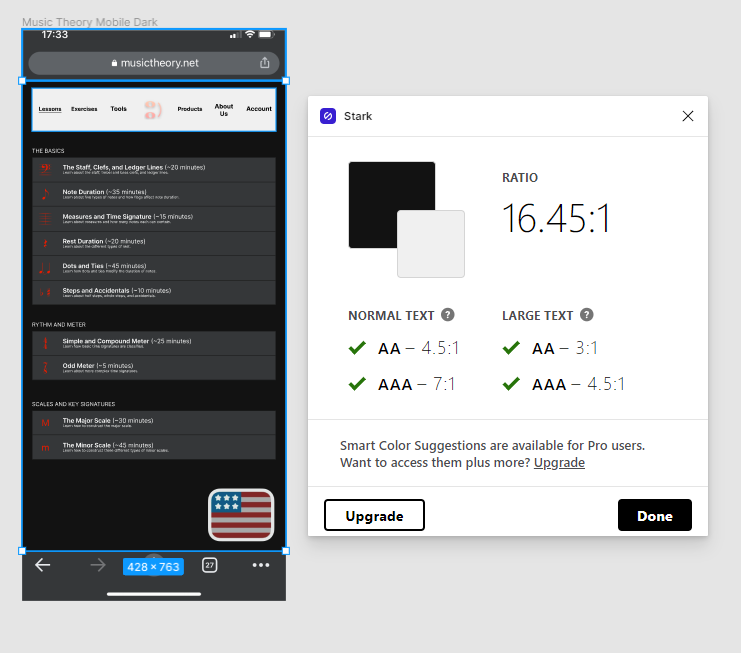 Music Theory Mobile Dark
17:33
musictheory.net
Lessons Exercises Tools Products About Us Account
THE BASICS
The Staff, Clefs, and Ledger Lines (~20 minutes)
Learn about the staff, treble and bass clefs, and ledger lines.
Note Duration (~35 minutes)
Learn about five types of notes and how flags affect note duration.
Measures and Time Signature (~15 minutes)
Learn about measures and how many notes each can contain.
Rest Duration (~20 minutes)
Learn about the different types of rest.
Dots and Ties (~45 minutes)
Learn how dots and ties modify the duration of notes.
Steps and Accidentals (~10 minutes)
Learn about half steps, whole steps, and accidentals.
RYTHM AND METER
Simple and Compound Meter (~25 minutes)
Learn how basic time signatures are classified.
Odd Meter (~5 minutes)
Learn about more complex time signatures.
SCALES AND KEY SIGNATURES
M
The Major Scale (~30 minutes)
Learn how to construct the major scale.
m
The Minor Scale (~45 minutes)
Learn how to construct three different types of minor scales.
428 × 763
27
Stark
RATIO
16.45:1
NORMAL TEXT ?
AA – 4.5:1
AAA – 7:1
LARGE TEXT ?
AA – 3:1
AAA – 4.5:1
Smart Color Suggestions are available for Pro users.
Want to access them plus more? Upgrade
Upgrade
Done